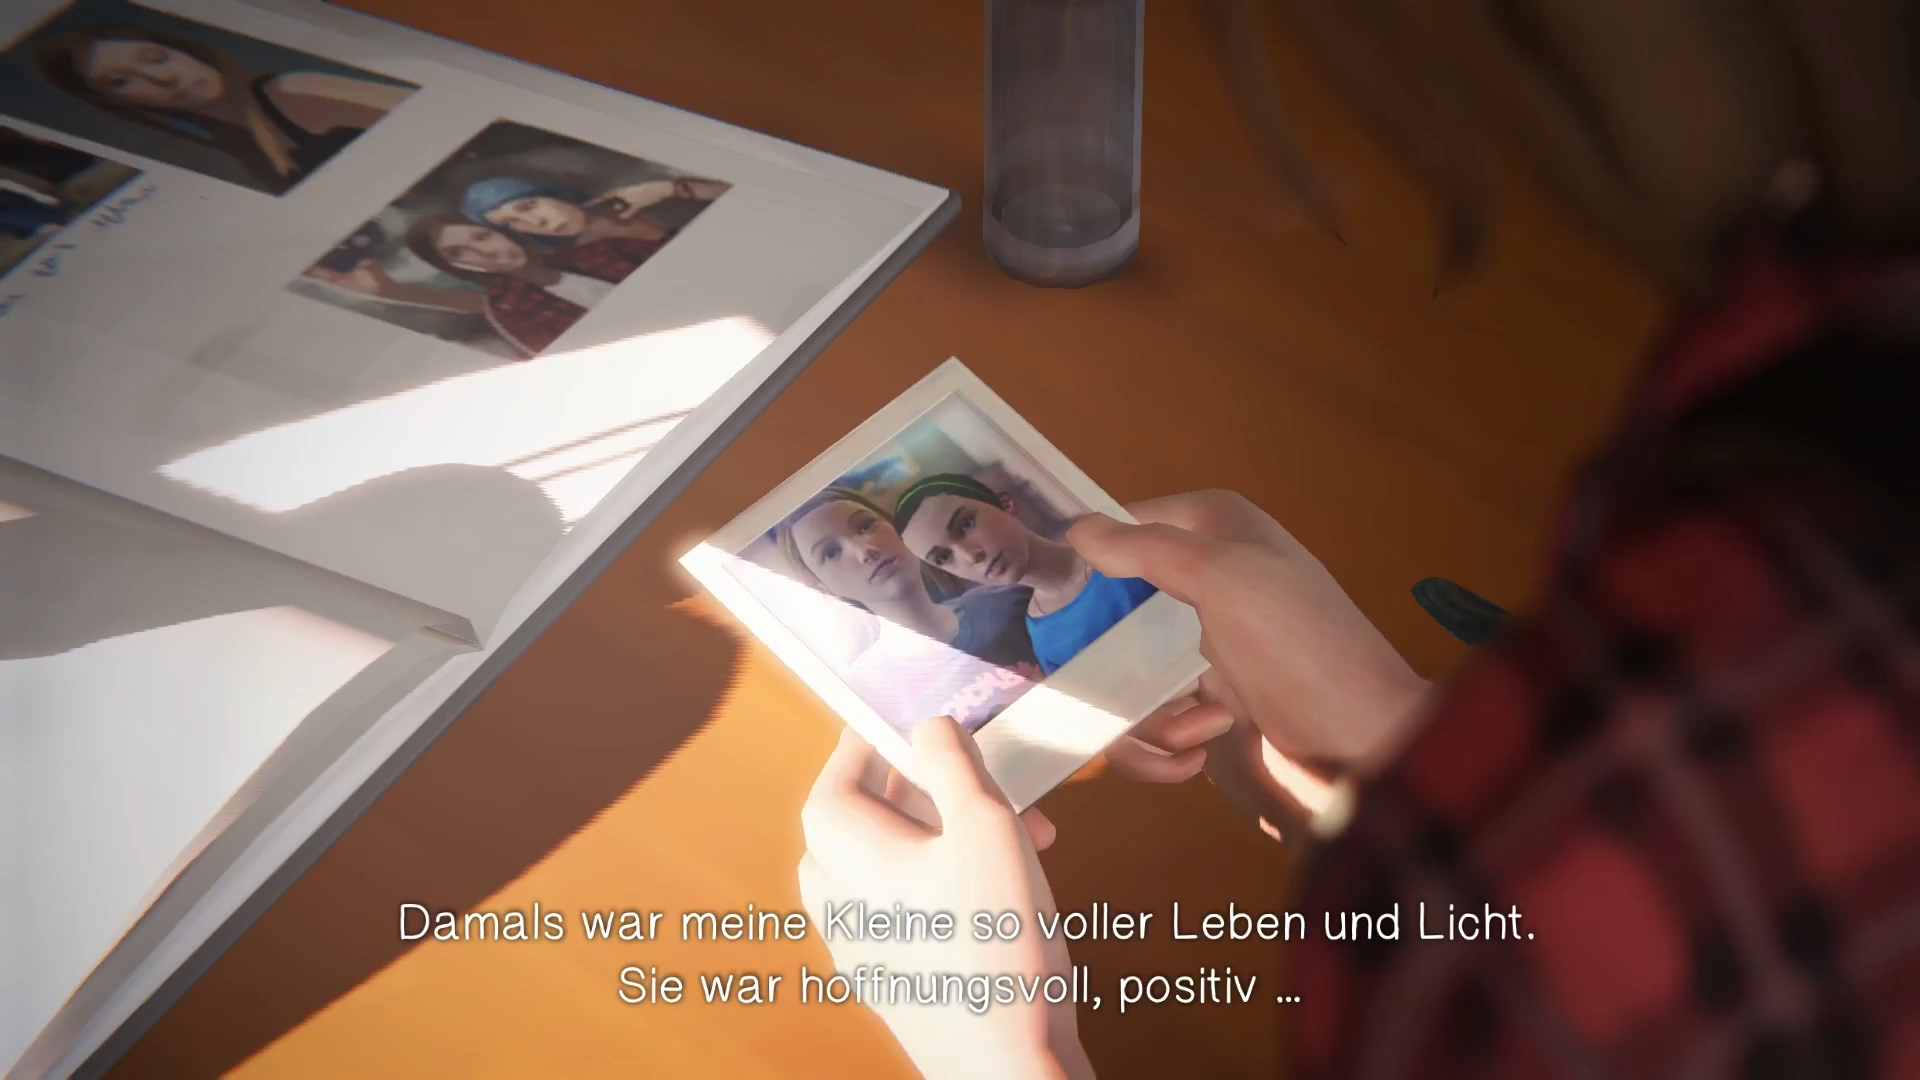 Damals war meine Kleine so voller Leben und Licht.
Sie war hoffnungsvoll, positiv ...